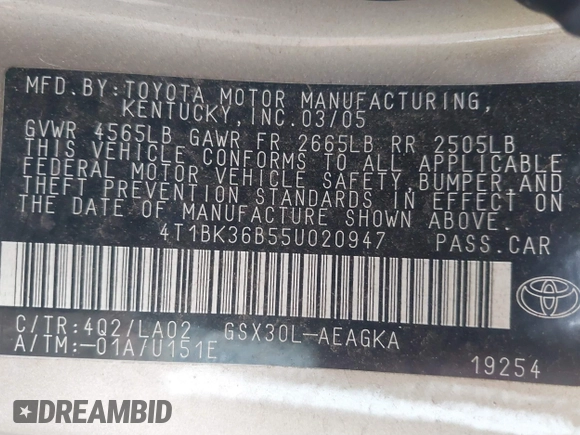 MFD.BY:TOYOTA MOTOR MANUFACTURING,
KENTUCKY,INC.03/05
GVWR 4565LB GAWR FR 2665LB RR 2505LB
THIS VEHICLE CONFORMS TO ALL APPLICABLE
FEDERAL MOTOR VEHICLE SAFETY,BUMPER,AND
THEFT PREVENTION STANDARDS IN EFFECT ON
THE DATE OF MANUFACTURE SHOWN ABOVE.
4T1BK36B55U020947 PASS.CAR
C/TR:4Q2/LA02 GSX30L-AEAGKA
A/TM:-01A/U151E
19254
DREAMBID